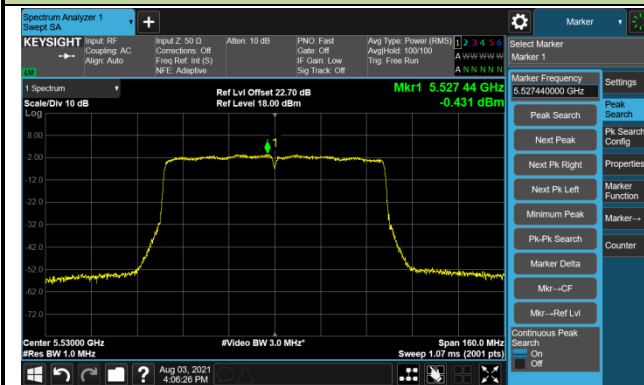 Spectrum Analyzer 1
Swept SA
+
Marker
KEYSIGHT
Input: RF
Coupling: AC
Align: Auto
Input Z: 50 Ω
Corrections: Off
Freq Ref: Int (S)
NFE: Adaptive
Atten: 10 dB
PNO: Fast
Gate: Off
IF Gain: Low
Sig Track: Off
Avg Type: Power (RMS)
Avg|Hold: 100/100
Trig: Free Run
1 2 3 4 5 6
A W W W W W
A N N N N N
Select Marker
Marker 1
1 Spectrum
Scale/Div 10 dB
Log
Ref Lvl Offset 22.70 dB
Ref Level 18.00 dBm
Mkr1 5.527 44 GHz
-0.431 dBm
8.00
-2.00
-12.0
-22.0
-32.0
-42.0
-52.0
-62.0
-72.0
1
Center 5.53000 GHz
#Res BW 1.0 MHz
#Video BW 3.0 MHz*
Span 160.0 MHz
Sweep 1.07 ms (2001 pts)
Marker Frequency
5.527440000 GHz
Peak Search
Next Peak
Next Pk Right
Next Pk Left
Minimum Peak
Pk-Pk Search
Marker Delta
Mkr→CF
Mkr→Ref Lvl
Continuous Peak
Search
On
Off
Settings
Peak
Search
Pk Search
Config
Properties
Marker
Function
Marker→
Counter
?
Aug 03, 2021
4:06:26 PM